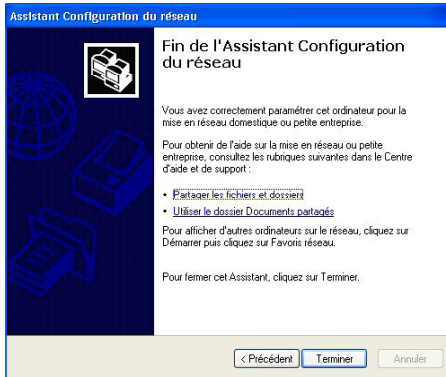 Assistant Configuration du réseau
Fin de l'Assistant Configuration
du réseau
Vous avez correctement paramétré cet ordinateur pour la
mise en réseau domestique ou petite entreprise.
Pour obtenir de l'aide sur la mise en réseau ou petite
entreprise, consultez les rubriques suivantes dans le Centre
d'aide et de support :
• Partager les fichiers et dossiers
• Utiliser le dossier Documents partagés
Pour afficher d'autres ordinateurs sur le réseau, cliquez sur
Démarrer puis cliquez sur Favoris réseau.
Pour fermer cet Assistant, cliquez sur Terminer.
< Précédent
Terminer
Annuler